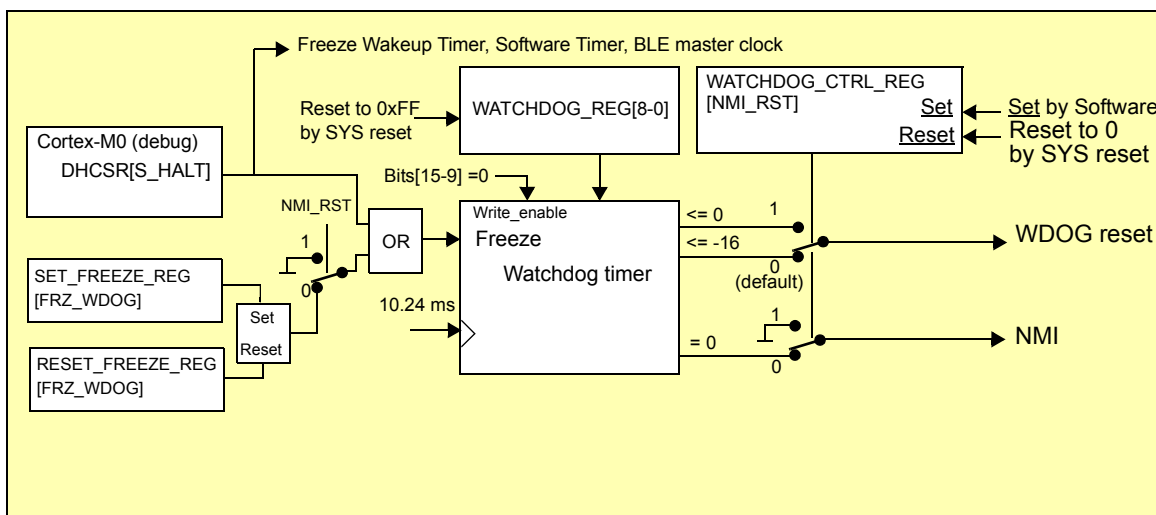 Freeze Wakeup Timer, Software Timer, BLE master clock
Cortex-M0 (debug)
DHCSR[S_HALT]
Reset to 0xFF
by SYS reset
WATCHDOG_REG[8-0]
WATCHDOG_CTRL_REG
[NMI_RST]
Set
Reset
Set by Software
Reset to 0
by SYS reset
Bits[15-9] =0
NMI_RST
1
0
OR
SET_FREEZE_REG
[FRZ_WDOG]
RESET_FREEZE_REG
[FRZ_WDOG]
Set
Reset
Write_enable
Freeze
Watchdog timer
10.24 ms
<= 0
<= -16
= 0
1
0
(default)
WDOG reset
1
0
NMI